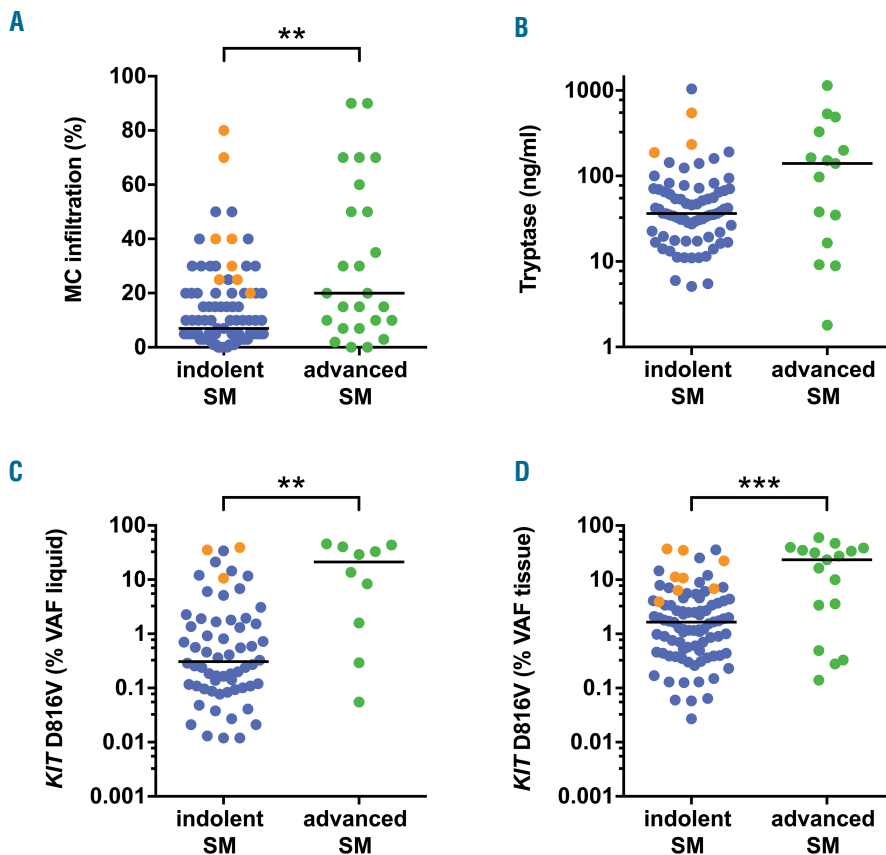 A
**
MC infiltration (%)
100
80
60
40
20
0
indolent
SM
advanced
SM
B
Tryptase (ng/ml)
1000
100
10
1
indolent
SM
advanced
SM
C
**
KIT D816V (% VAF liquid)
100
10
1
0.1
0.01
0.001
indolent
SM
advanced
SM
D
***
KIT D816V (% VAF tissue)
100
10
1
0.1
0.01
0.001
indolent
SM
advanced
SM